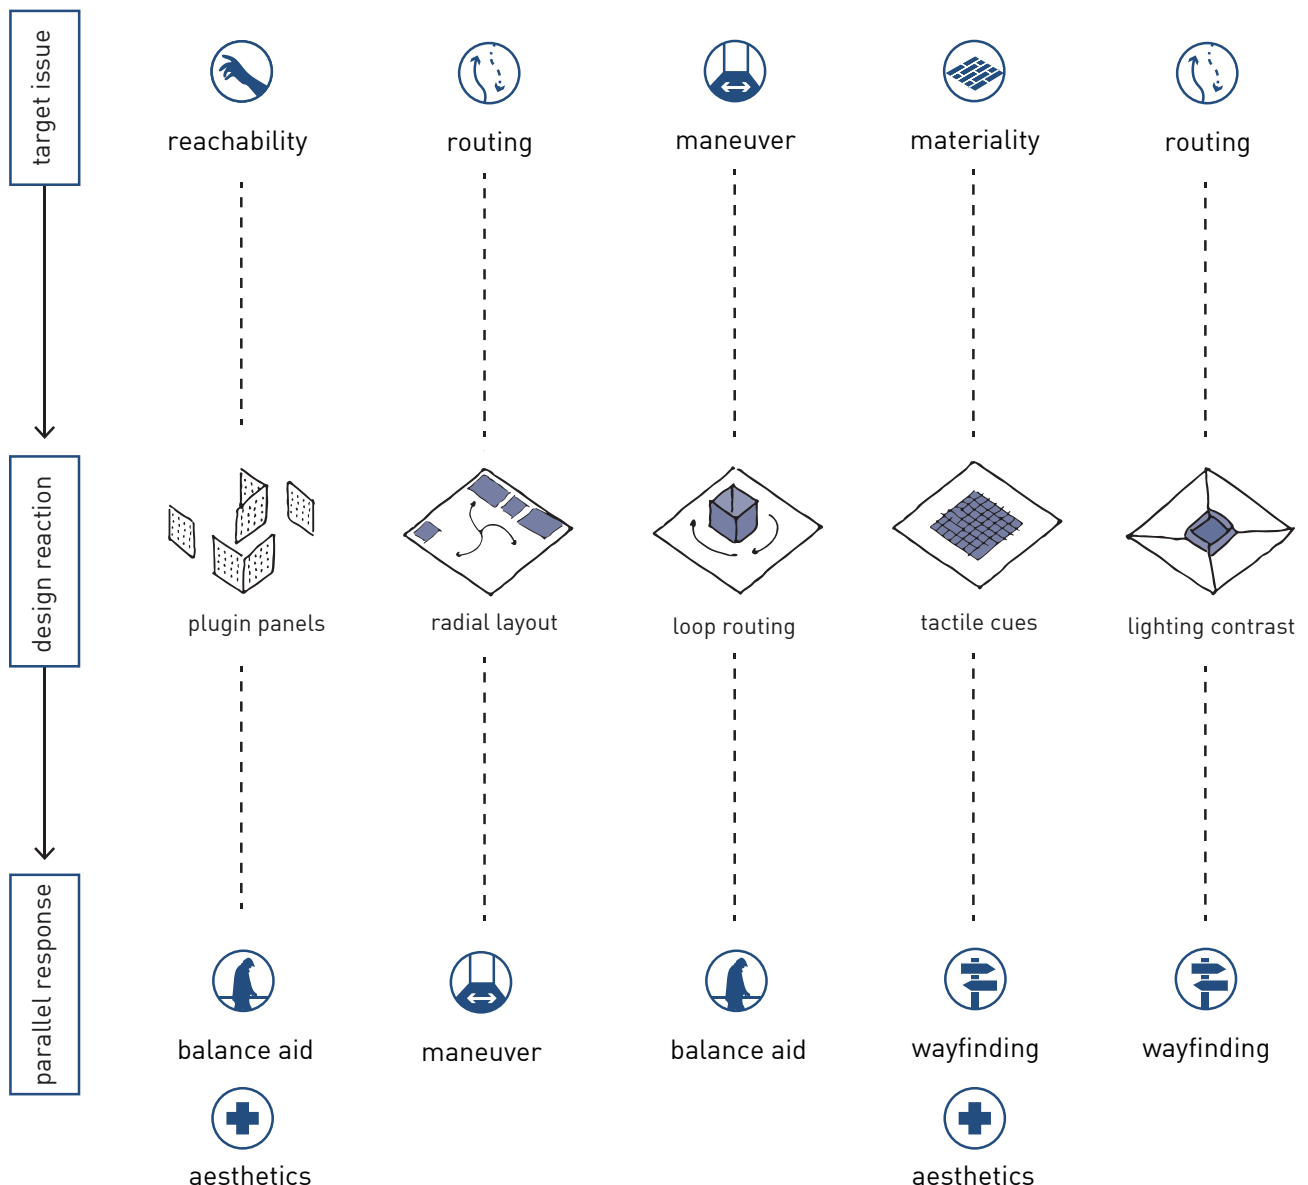 target issue
reachability
routing
maneuver
materiality
routing
design reaction
plugin panels
radial layout
loop routing
tactile cues
lighting contrast
parallel response
balance aid
maneuver
balance aid
wayfinding
wayfinding
aesthetics
aesthetics